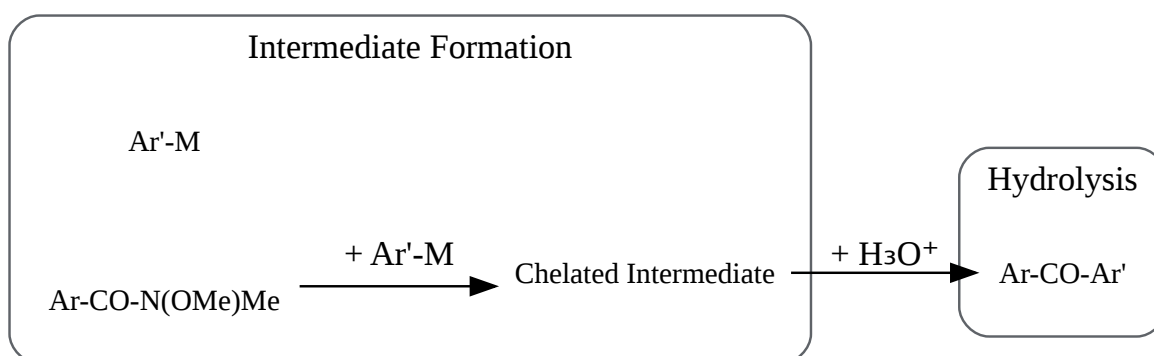 Intermediate Formation
Ar'-M
Hydrolysis
+ Ar'-M
+ H₃O⁺
Chelated Intermediate
Ar-CO-Ar'
Ar-CO-N(OMe)Me